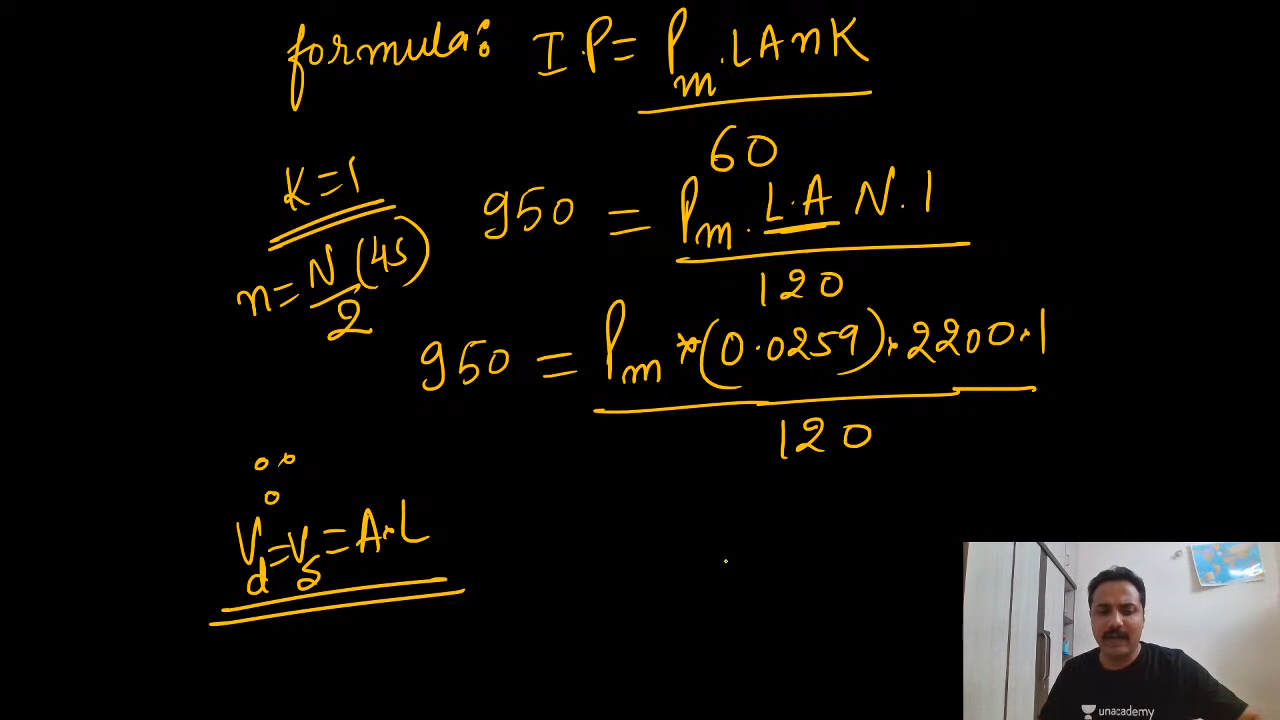 formula: I.P = Pm.LAnK
60
K=1
950 = Pm. L.A N.1
120
n = N/2 (4S)
950 = Pm * (0.0259) * 2200 * 1
120
Vd = Vs = A*L
unacademy